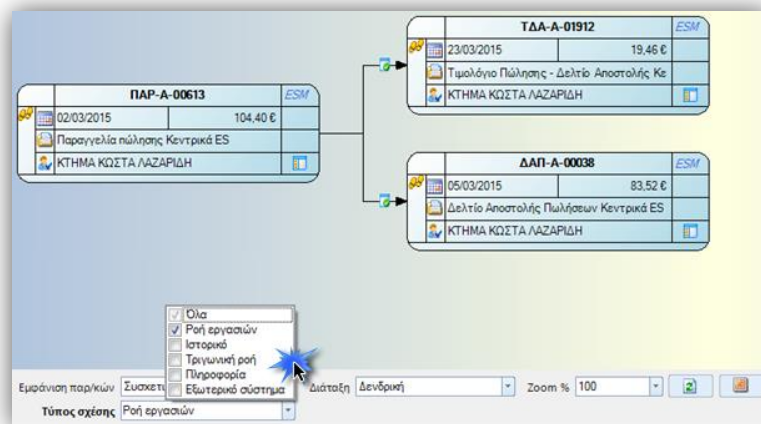 ΤΔΑ-Α-01912 ESM
23/03/2015 19,46 €
Τιμολόγιο Πώλησης - Δελτίο Αποστολής Κε
ΚΤΗΜΑ ΚΩΣΤΑ ΛΑΖΑΡΙΔΗ
ΠΑΡ-Α-00613 ESM
02/03/2015 104,40 €
Παραγγελία πώλησης Κεντρικά ES
ΚΤΗΜΑ ΚΩΣΤΑ ΛΑΖΑΡΙΔΗ
ΔΑΠ-Α-00038 ESM
05/03/2015 83,52 €
Δελτίο Αποστολής Πωλήσεων Κεντρικά ES
ΚΤΗΜΑ ΚΩΣΤΑ ΛΑΖΑΡΙΔΗ
Όλα
Ροή εργασιών
Ιστορικό
Τριγωνική ροή
Πληροφορία
Εξωτερικό σύστημα
Εμφάνιση παρ/κών Συσκετι Διάταξη Δενδρική Zoom % 100
Τύπος σχέσης Ροή εργασιών